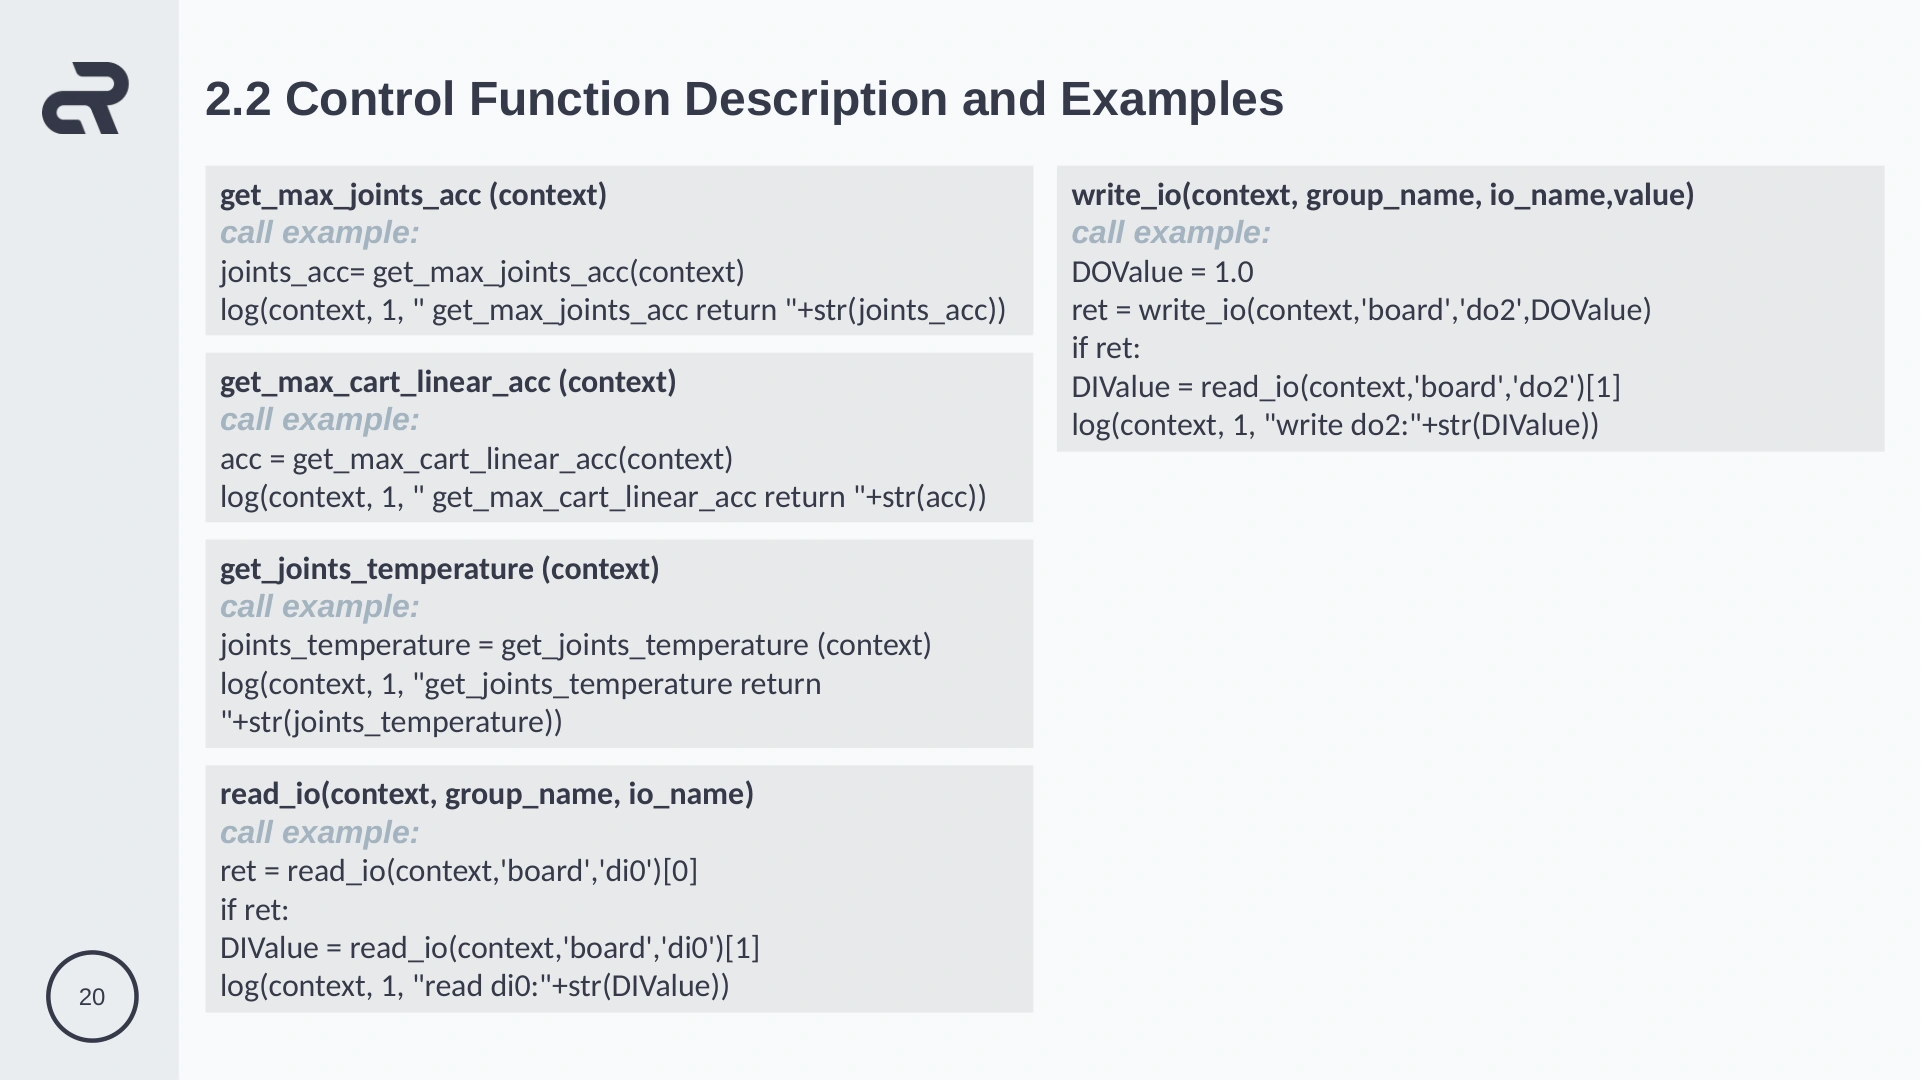 2.2 Control Function Description and Examples
get_max_joints_acc (context)
call example:
joints_acc= get_max_joints_acc(context)
log(context, 1, " get_max_joints_acc return "+str(joints_acc))
get_max_cart_linear_acc (context)
call example:
acc = get_max_cart_linear_acc(context)
log(context, 1, " get_max_cart_linear_acc return "+str(acc))
get_joints_temperature (context)
call example:
joints_temperature = get_joints_temperature (context)
log(context, 1, "get_joints_temperature return
"+str(joints_temperature))
read_io(context, group_name, io_name)
call example:
ret = read_io(context,'board','di0')[0]
if ret:
DIValue = read_io(context,'board','di0')[1]
log(context, 1, "read di0:"+str(DIValue))
write_io(context, group_name, io_name,value)
call example:
DOValue = 1.0
ret = write_io(context,'board','do2',DOValue)
if ret:
DIValue = read_io(context,'board','do2')[1]
log(context, 1, "write do2:"+str(DIValue))
20